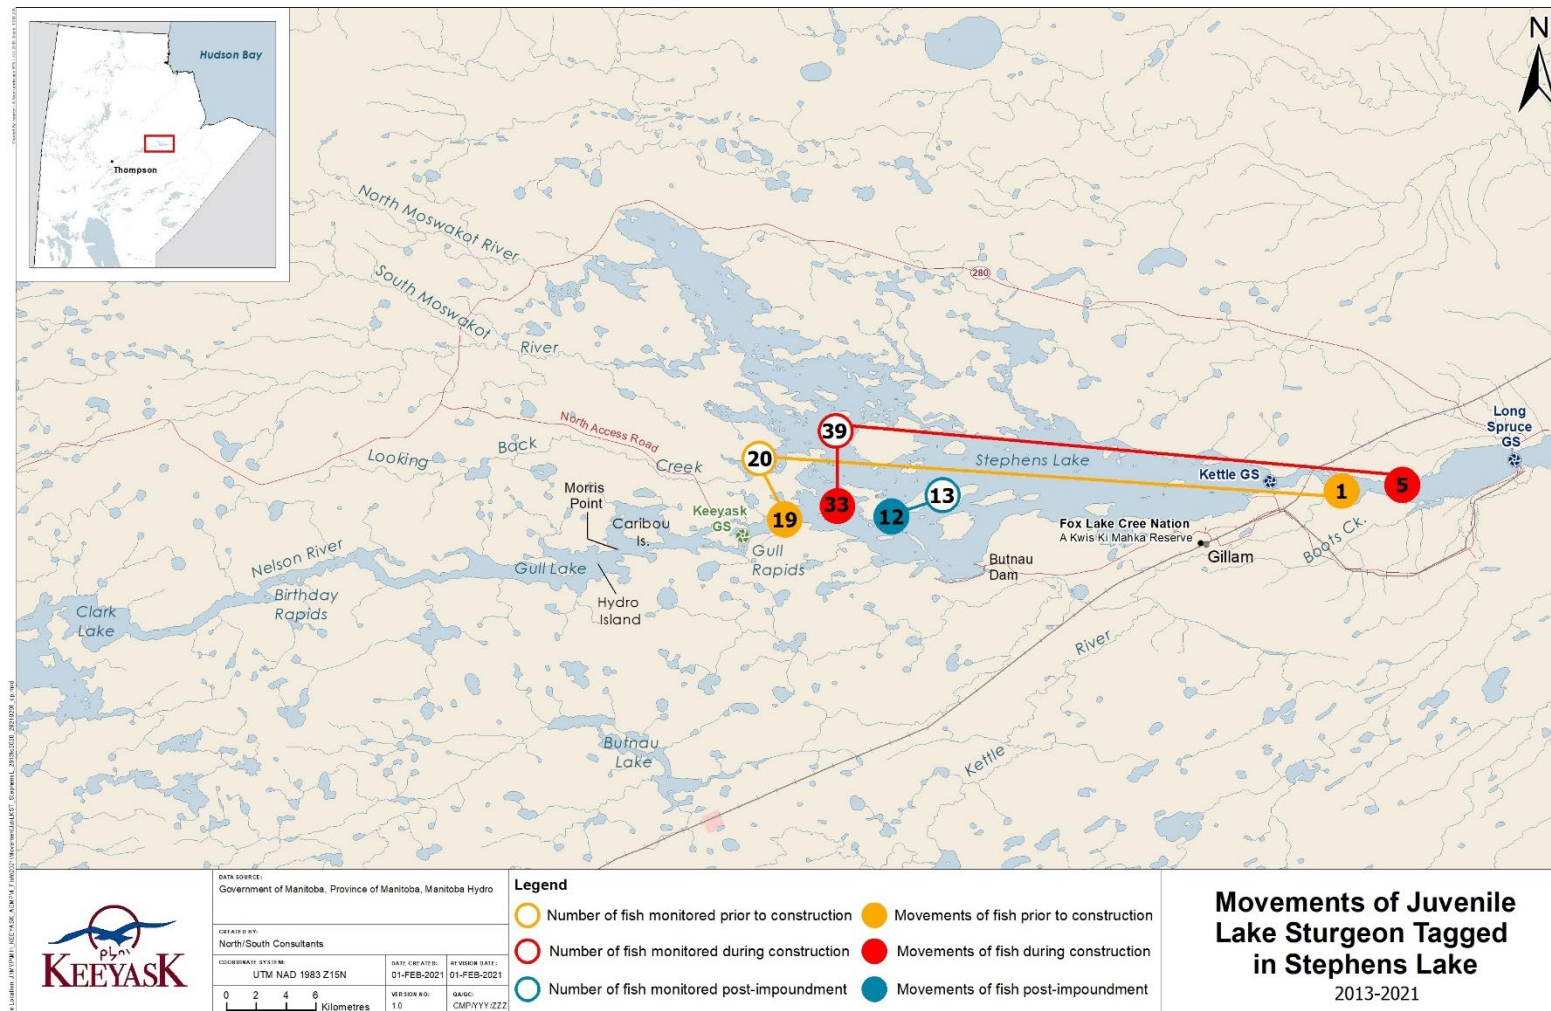 Hudson Bay
Thompson
N
North Moswakot River
South Moswakot
River
280
Long
Spruce
GS
North Access Road
39
Back
Looking
Creek
20
Stephens Lake
Kettle GS
1
5
Morris
Point
13
33
12
19
Keeyask
GS
Caribou
Is.
Fox Lake Cree Nation
A Kwis Ki Mahka Reserve
Gillam
Boots Ck.
Gull
Rapids
Butnau
Dam
Nelson River
Gull Lake
Birthday
Rapids
Hydro
Island
Clark
Lake
River
Kettle
Butnau
Lake
KEEYASK
DATA SOURCE:
Government of Manitoba, Province of Manitoba, Manitoba Hydro
CREATED BY:
North/South Consultants
COORDINATE SYSTEM:
UTM NAD 1983 Z15N
DATE CREATED:
01-FEB-2021
REVISION DATE:
01-FEB-2021
0 2 4 6
Kilometres
VERSION NO:
1.0
QA/QC:
CMP/YYY/ZZZ
Legend
Number of fish monitored prior to construction
Movements of fish prior to construction
Number of fish monitored during construction
Movements of fish during construction
Number of fish monitored post-impoundment
Movements of fish post-impoundment
Movements of Juvenile
Lake Sturgeon Tagged
in Stephens Lake
2013-2021